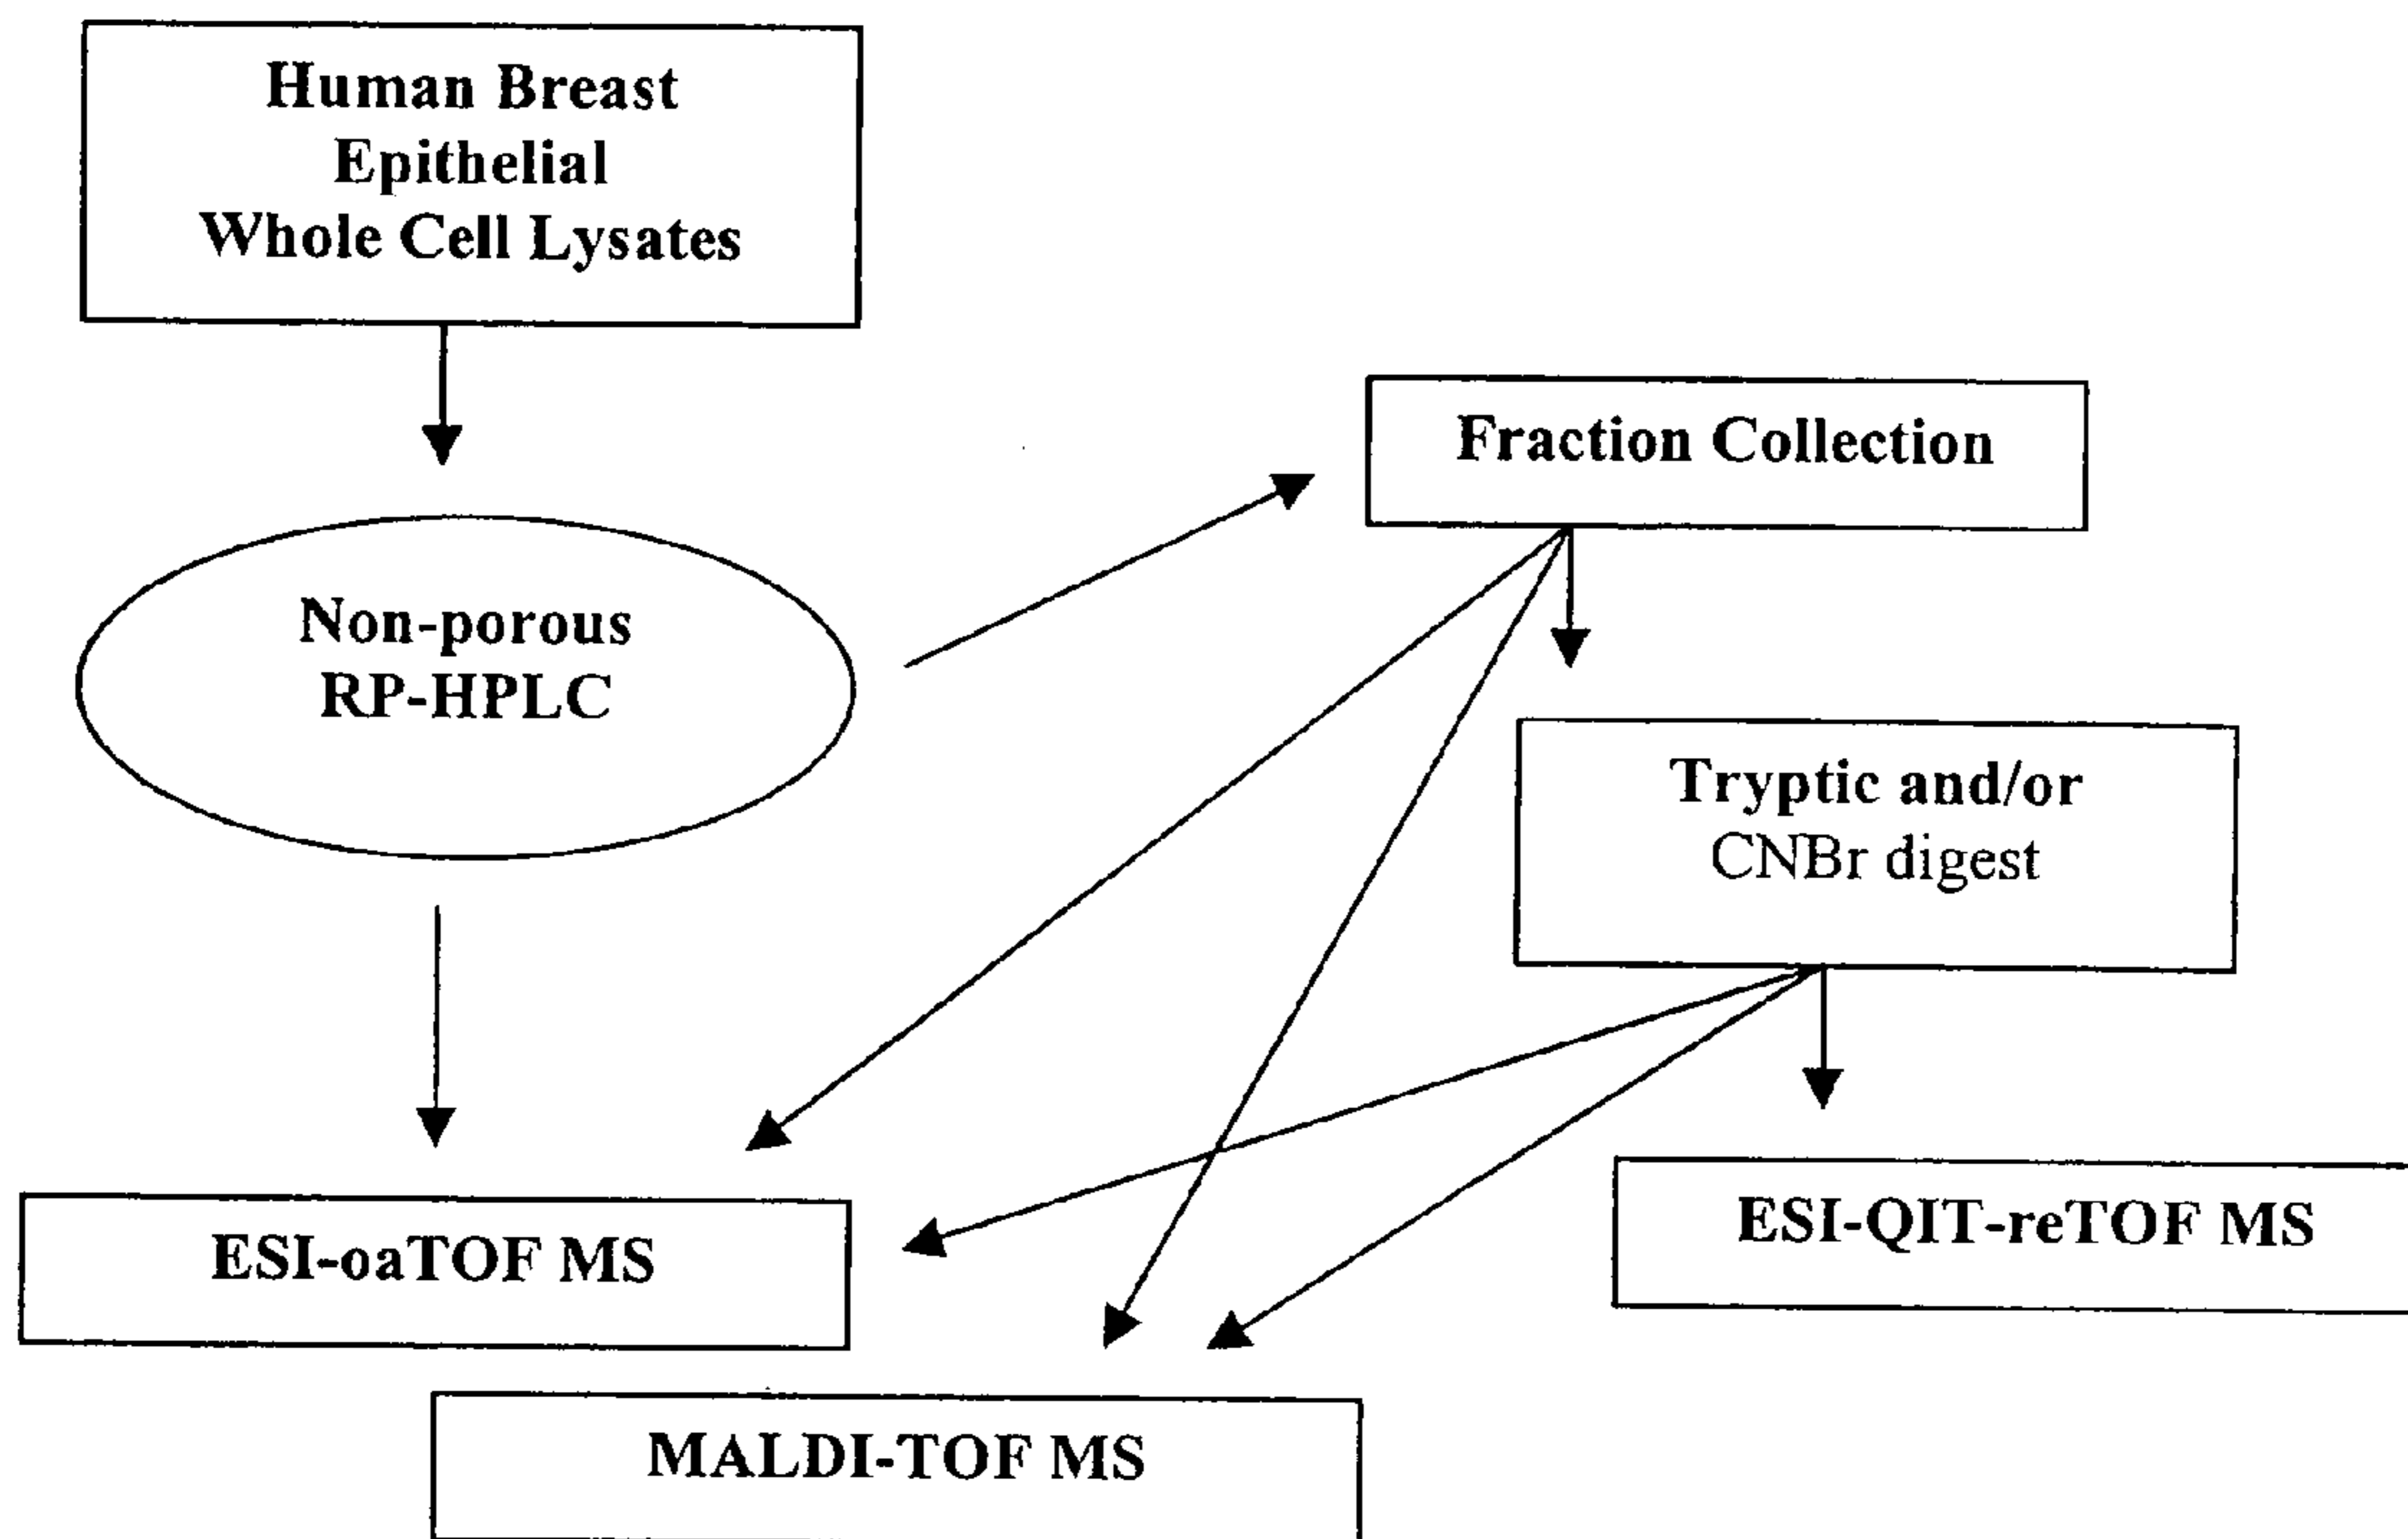 Human Breast
Epithelial
Whole Cell Lysates
Fraction Collection
Non-porous
RP-HPLC
Tryptic and/or
CNBr digest
ESI-oaTOF MS
ESI-QIT-reTOF MS
MALDI-TOF MS